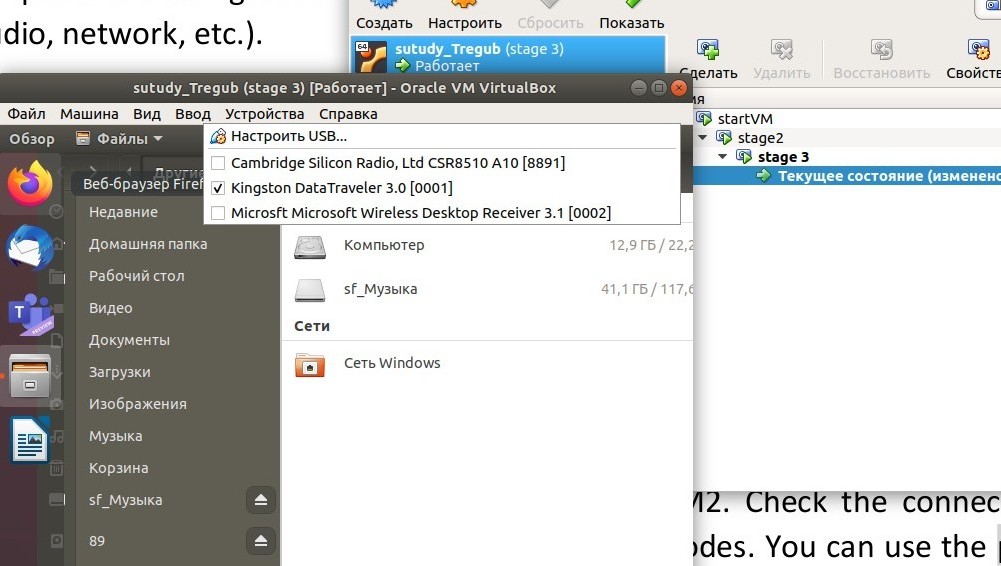 dio, network, etc.).
Создать Настроить Сбросить Показать
64 sutudy_Tregub (stage 3)
Работает
Сделать Удалить Восстановить Свойств
sutudy_Tregub (stage 3) [Работает] - Oracle VM VirtualBox
Файл Машина Вид Ввод Устройства Справка
startVM
stage2
stage 3
Текущее состояние (изменено
Обзор Файлы
Настроить USB...
Cambridge Silicon Radio, Ltd CSR8510 A10 [8891]
Kingston DataTraveler 3.0 [0001]
Microsft Microsoft Wireless Desktop Receiver 3.1 [0002]
Другие
Веб-браузер Firef
Недавние
Домашняя папка
Рабочий стол
Видео
Документы
Загрузки
Изображения
Музыка
Корзина
sf_Музыка
89
Компьютер 12,9 ГБ / 22,2
sf_Музыка 41,1 ГБ / 117,6
Сети
Сеть Windows
PREVIEW
M2. Check the connec
odes. You can use the